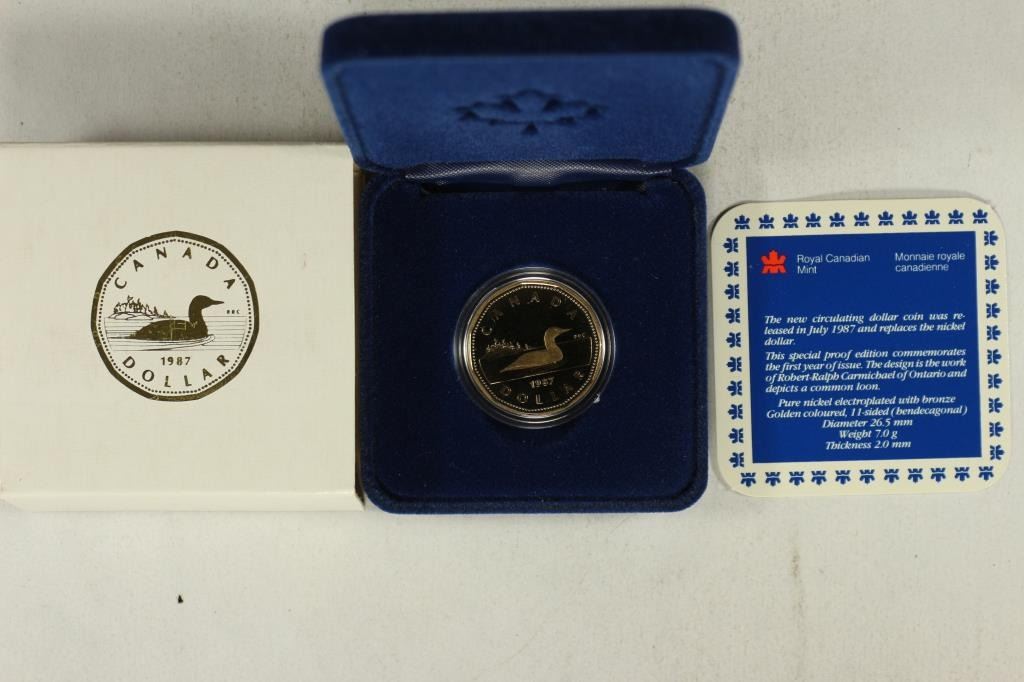 CANADA
RRC
1987
DOLLAR
CANADA
RRC
1987
DOLLAR
Royal Canadian
Mint
Monnaie royale
canadienne
The new circulating dollar coin was re-
leased in July 1987 and replaces the nickel
dollar.
This special proof edition commemorates
the first year of issue. The design is the work
of Robert-Ralph Carmichael of Ontario and
depicts a common loon.
Pure nickel electroplated with bronze
Golden coloured, 11-sided (hendecagonal)
Diameter 26.5 mm
Weight 7.0 g
Thickness 2.0 mm